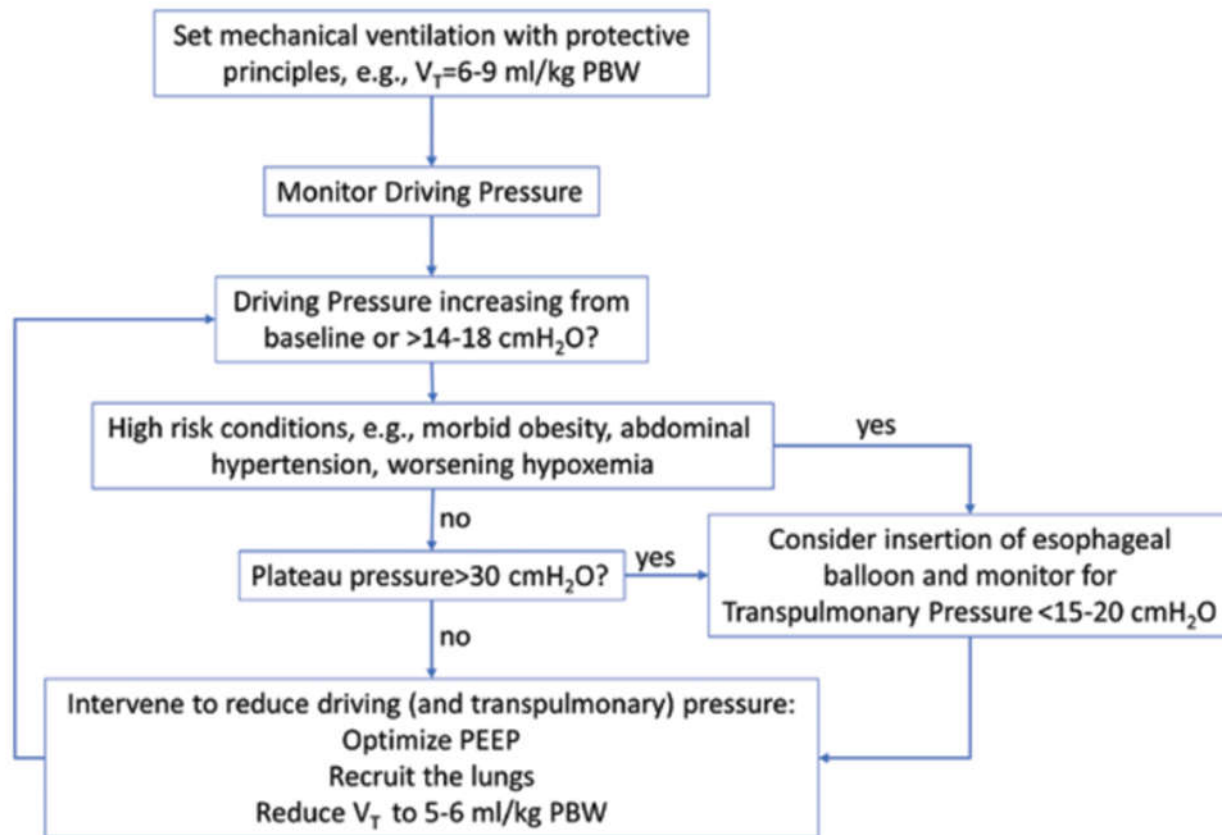 Set mechanical ventilation with protective
principles, e.g., V_T=6-9 ml/kg PBW
Monitor Driving Pressure
Driving Pressure increasing from
baseline or >14-18 cmH₂O?
High risk conditions, e.g., morbid obesity, abdominal
hypertension, worsening hypoxemia
yes
no
Plateau pressure>30 cmH₂O?
yes
Consider insertion of esophageal
balloon and monitor for
Transpulmonary Pressure <15-20 cmH₂O
no
Intervene to reduce driving (and transpulmonary) pressure:
Optimize PEEP
Recruit the lungs
Reduce V_T to 5-6 ml/kg PBW